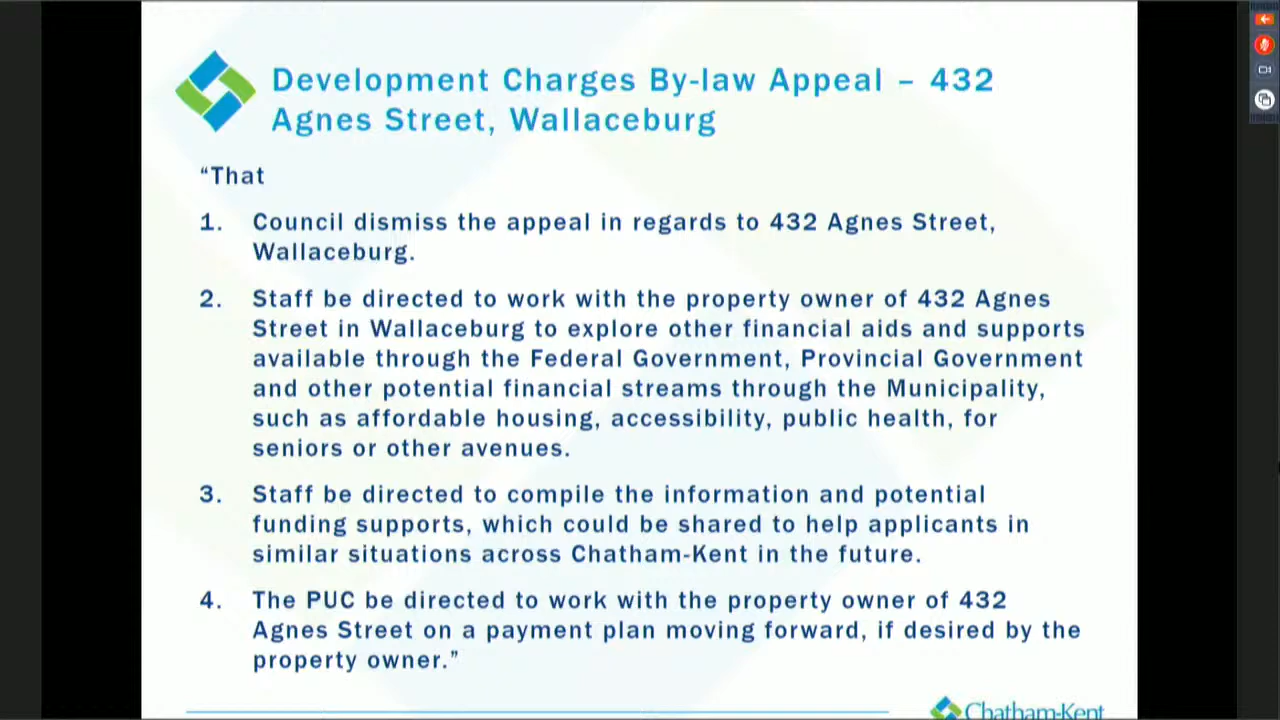 Development Charges By-law Appeal – 432
Agnes Street, Wallaceburg
“That
1. Council dismiss the appeal in regards to 432 Agnes Street,
Wallaceburg.
2. Staff be directed to work with the property owner of 432 Agnes
Street in Wallaceburg to explore other financial aids and supports
available through the Federal Government, Provincial Government
and other potential financial streams through the Municipality,
such as affordable housing, accessibility, public health, for
seniors or other avenues.
3. Staff be directed to compile the information and potential
funding supports, which could be shared to help applicants in
similar situations across Chatham-Kent in the future.
4. The PUC be directed to work with the property owner of 432
Agnes Street on a payment plan moving forward, if desired by the
property owner.”
Chatham-Kent